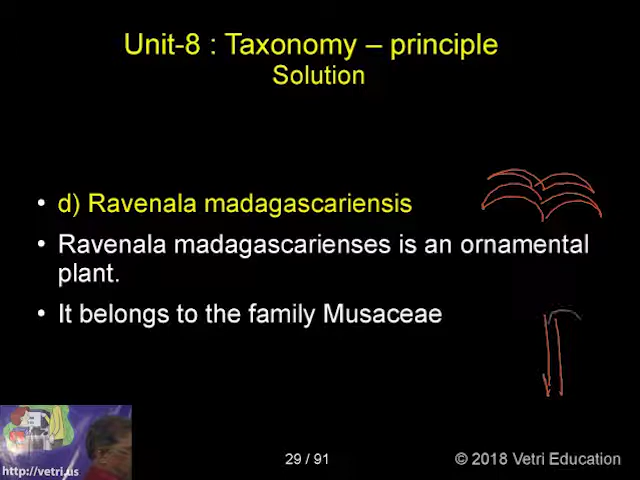 Unit-8 : Taxonomy – principle
Solution
• d) Ravenala madagascariensis
• Ravenala madagascarienses is an ornamental
plant.
• It belongs to the family Musaceae
http://vetri.us
29 / 91
© 2018 Vetri Education